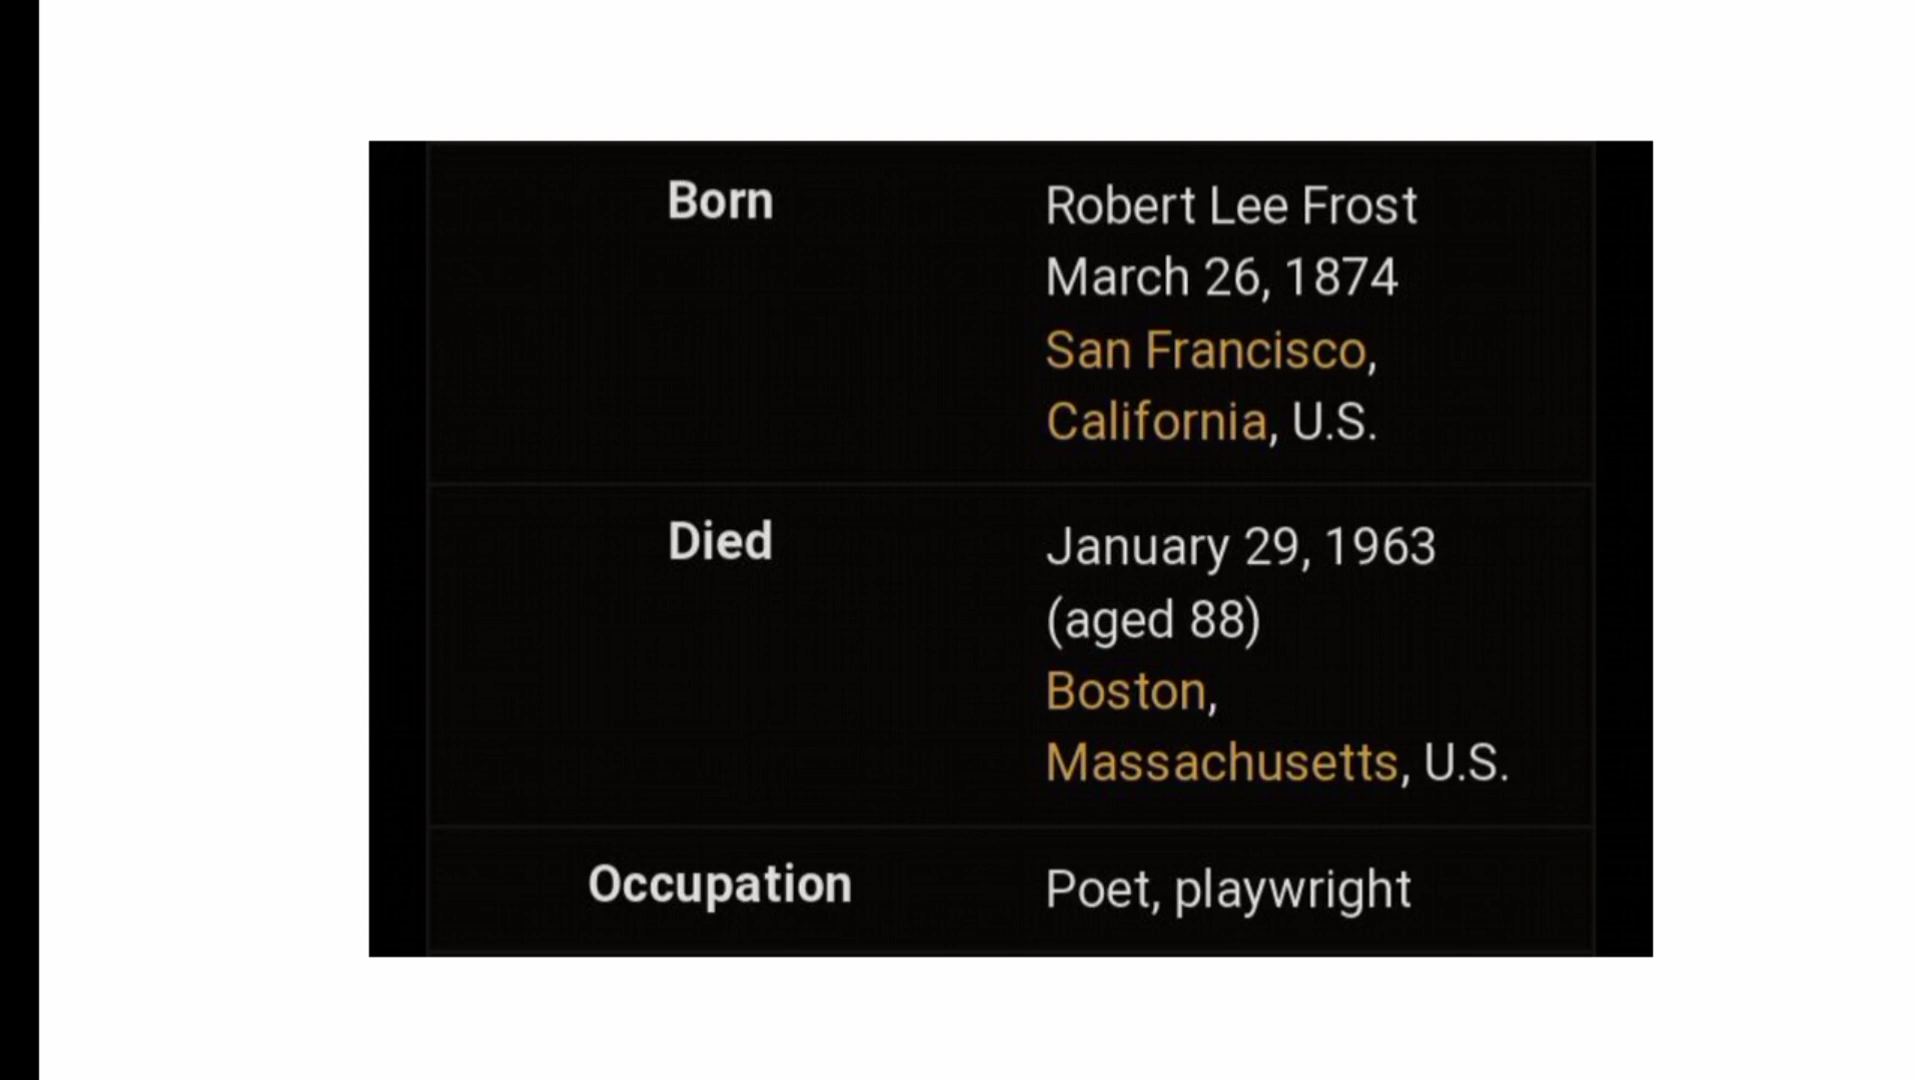 Born
Robert Lee Frost
March 26, 1874
San Francisco,
California, U.S.
Died
January 29, 1963
(aged 88)
Boston,
Massachusetts, U.S.
Occupation
Poet, playwright